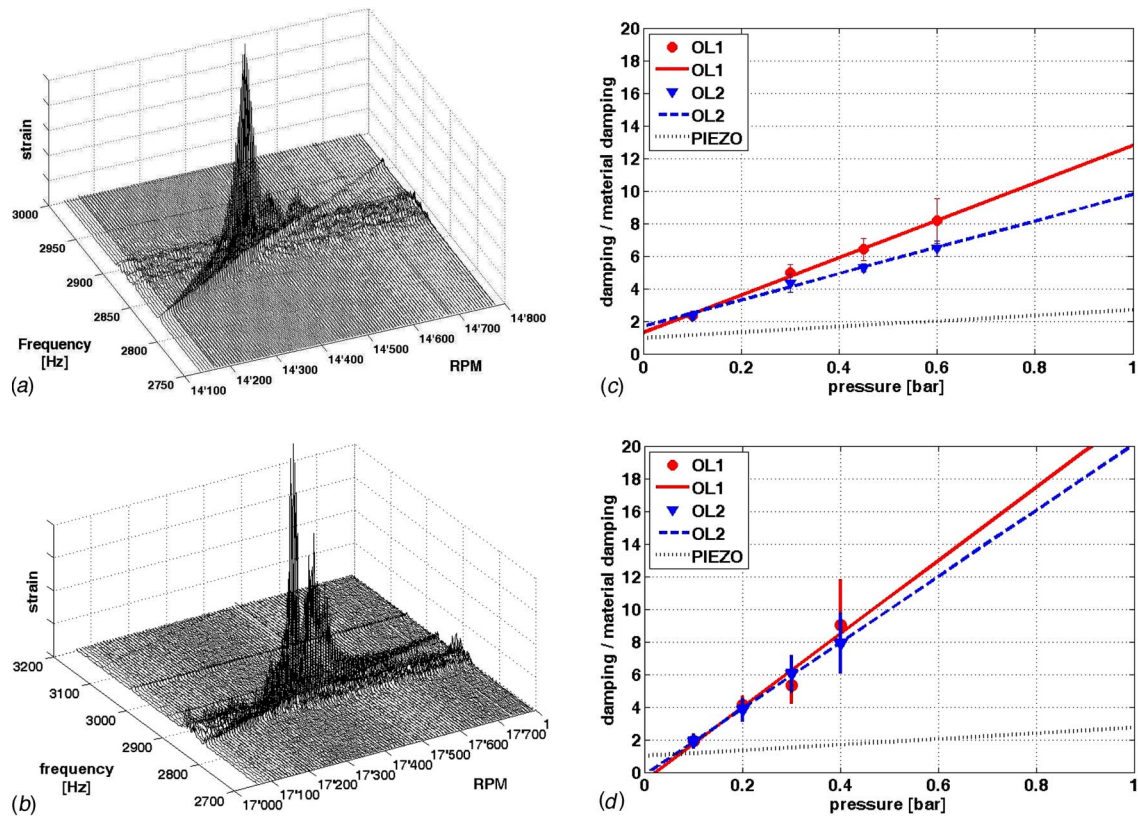 strain
3000
2950
2900
2850
2800
2750
Frequency
[Hz]
14'100
14'200
14'300
14'400
14'500
14'600
14'700
14'800
RPM
(a)
20
18
16
14
12
10
8
6
4
2
0
damping / material damping
OL1
OL1
OL2
OL2
PIEZO
0 0.2 0.4 0.6 0.8 1
pressure [bar]
(c)
strain
3200
3100
3000
2900
2800
2700
frequency
[Hz]
17'000
17'100
17'200
17'300
17'400
17'500
17'600
17'700
1
RPM
(b)
20
18
16
14
12
10
8
6
4
2
0
damping / material damping
OL1
OL1
OL2
OL2
PIEZO
0 0.2 0.4 0.6 0.8 1
pressure [bar]
(d)